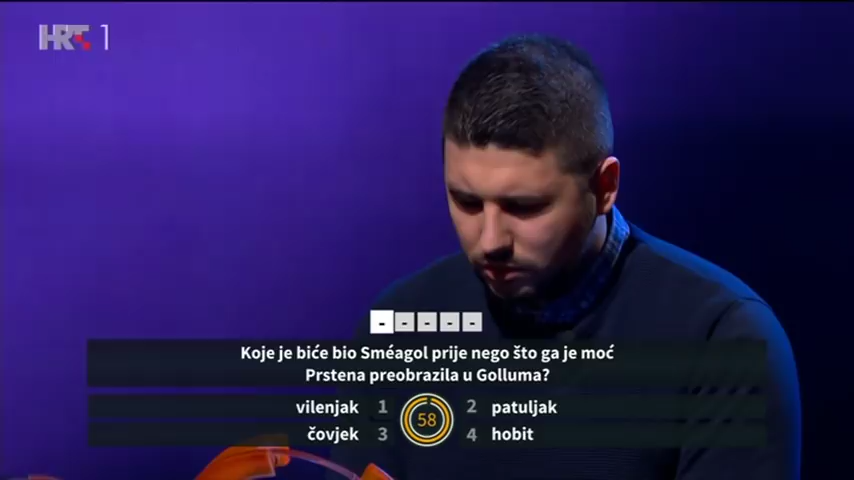 HRT 1
- - - - -
Koje je biće bio Sméagol prije nego što ga je moć
Prstena preobrazila u Golluma?
vilenjak 1 58 2 patuljak
čovjek 3 4 hobit